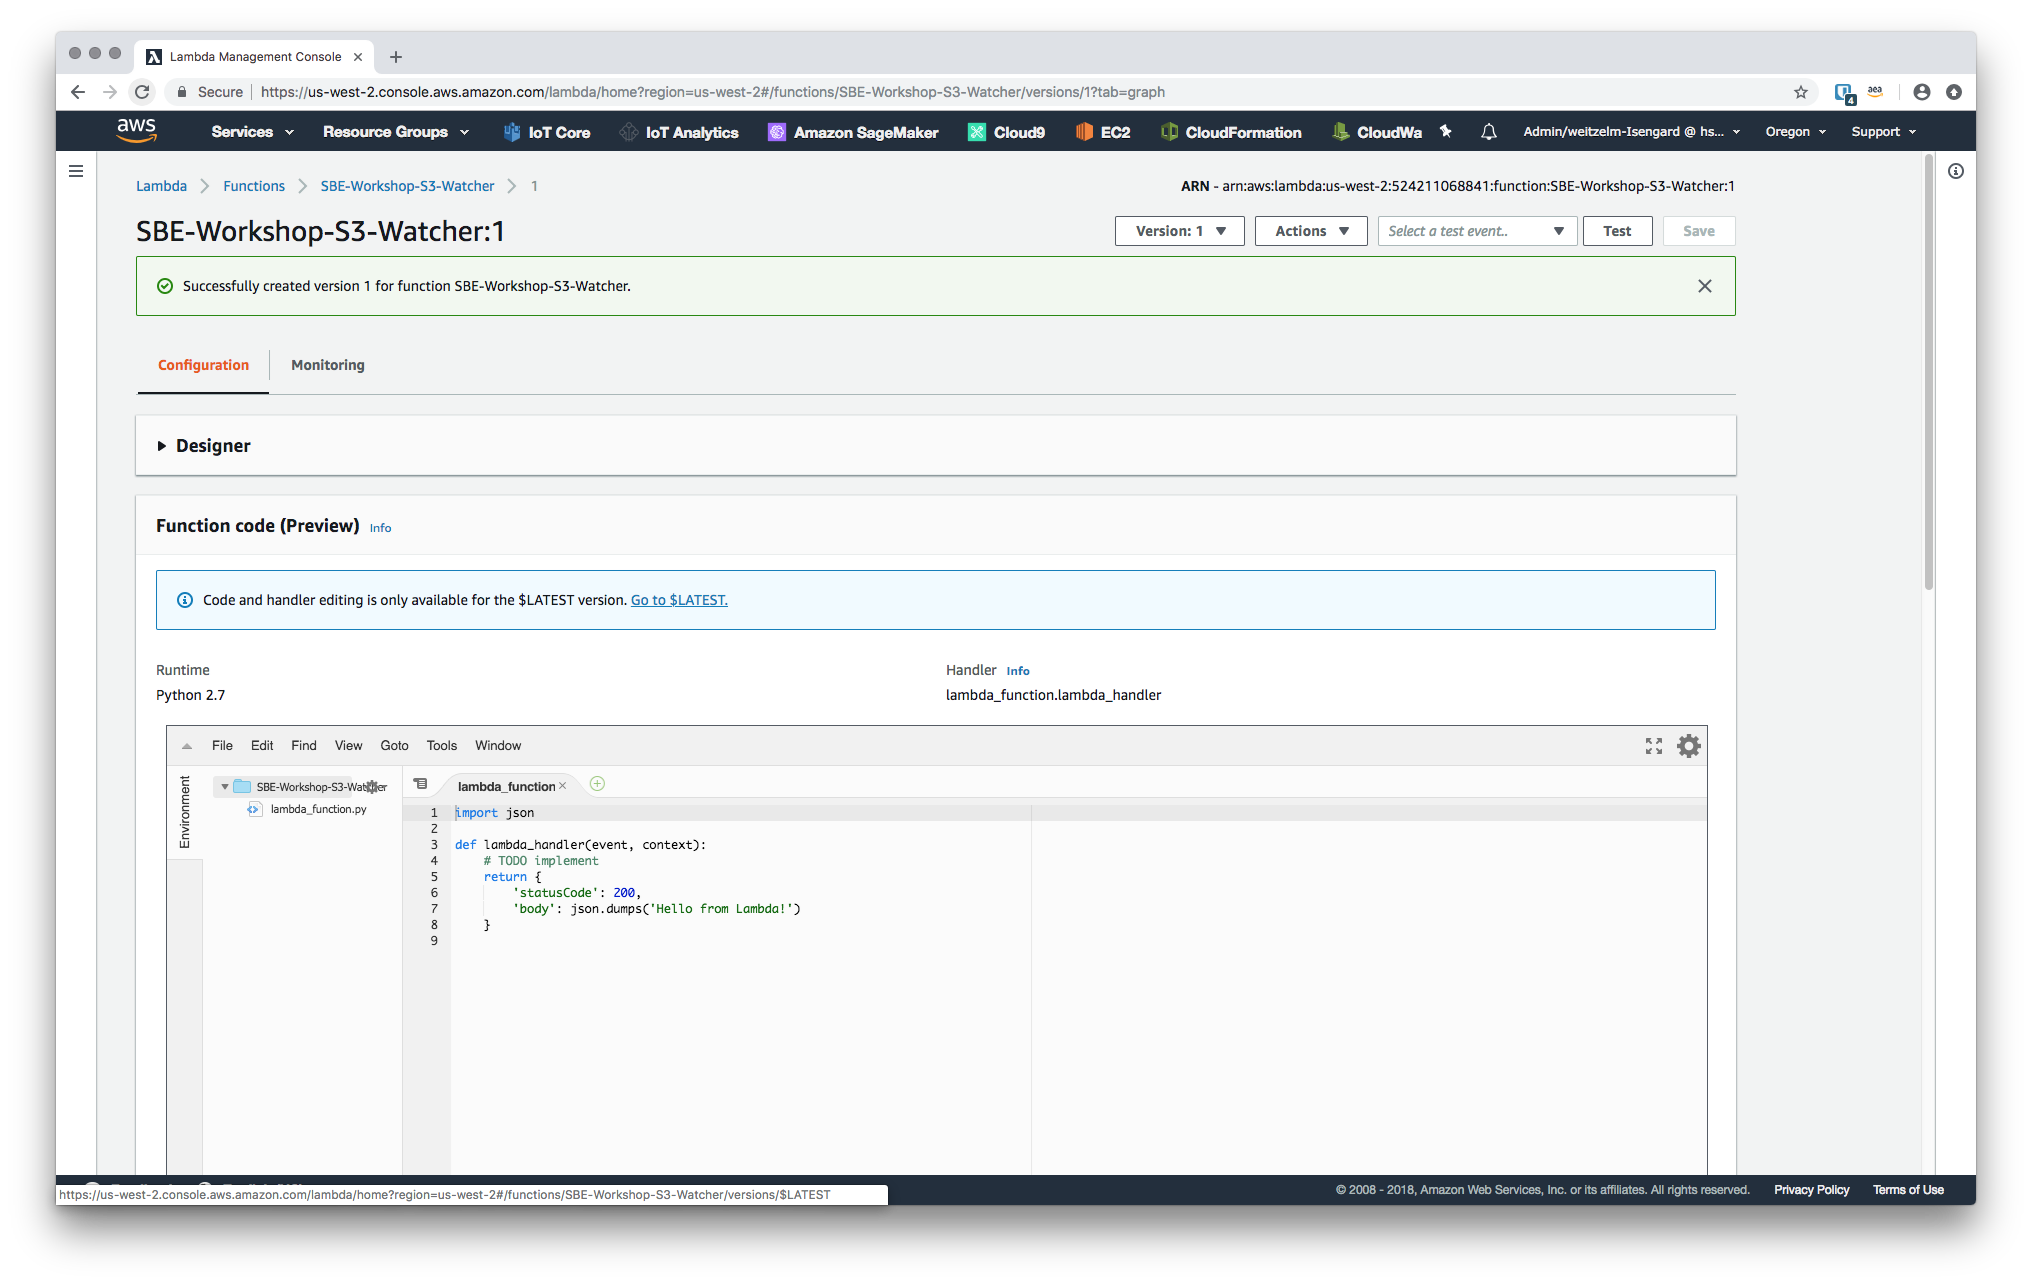 Lambda Management Console
Secure https://us-west-2.console.aws.amazon.com/lambda/home?region=us-west-2#/functions/SBE-Workshop-S3-Watcher/versions/1?tab=graph
4 aea
aws Services Resource Groups IoT Core IoT Analytics Amazon SageMaker Cloud9 EC2 CloudFormation CloudWa Admin/weitzelm-Isengard @ hs... Oregon Support
Lambda Functions SBE-Workshop-S3-Watcher 1 ARN - arn:aws:lambda:us-west-2:524211068841:function:SBE-Workshop-S3-Watcher:1
SBE-Workshop-S3-Watcher:1 Version: 1 Actions Select a test event.. Test Save
Successfully created version 1 for function SBE-Workshop-S3-Watcher.
Configuration Monitoring
Designer
Function code (Preview) Info
Code and handler editing is only available for the $LATEST version. Go to $LATEST.
Runtime Handler Info
Python 2.7 lambda_function.lambda_handler
File Edit Find View Goto Tools Window
Environment
SBE-Workshop-S3-Watcher
lambda_function.py
lambda_function
1 import json
2
3 def lambda_handler(event, context):
4 # TODO implement
5 return {
6 'statusCode': 200,
7 'body': json.dumps('Hello from Lambda!')
8 }
9
https://us-west-2.console.aws.amazon.com/lambda/home?region=us-west-2#/functions/SBE-Workshop-S3-Watcher/versions/$LATEST
© 2008 - 2018, Amazon Web Services, Inc. or its affiliates. All rights reserved. Privacy Policy Terms of Use